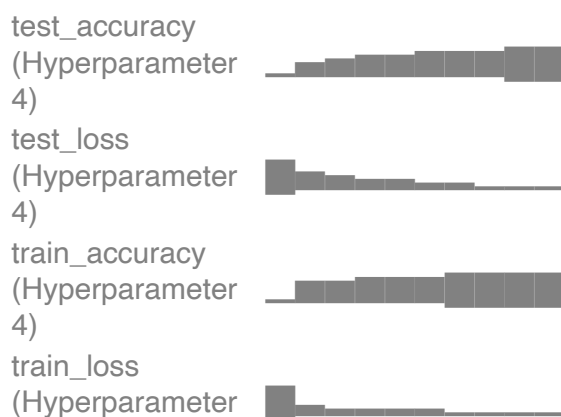 test_accuracy
(Hyperparameter
4)
test_loss
(Hyperparameter
4)
train_accuracy
(Hyperparameter
4)
train_loss
(Hyperparameter